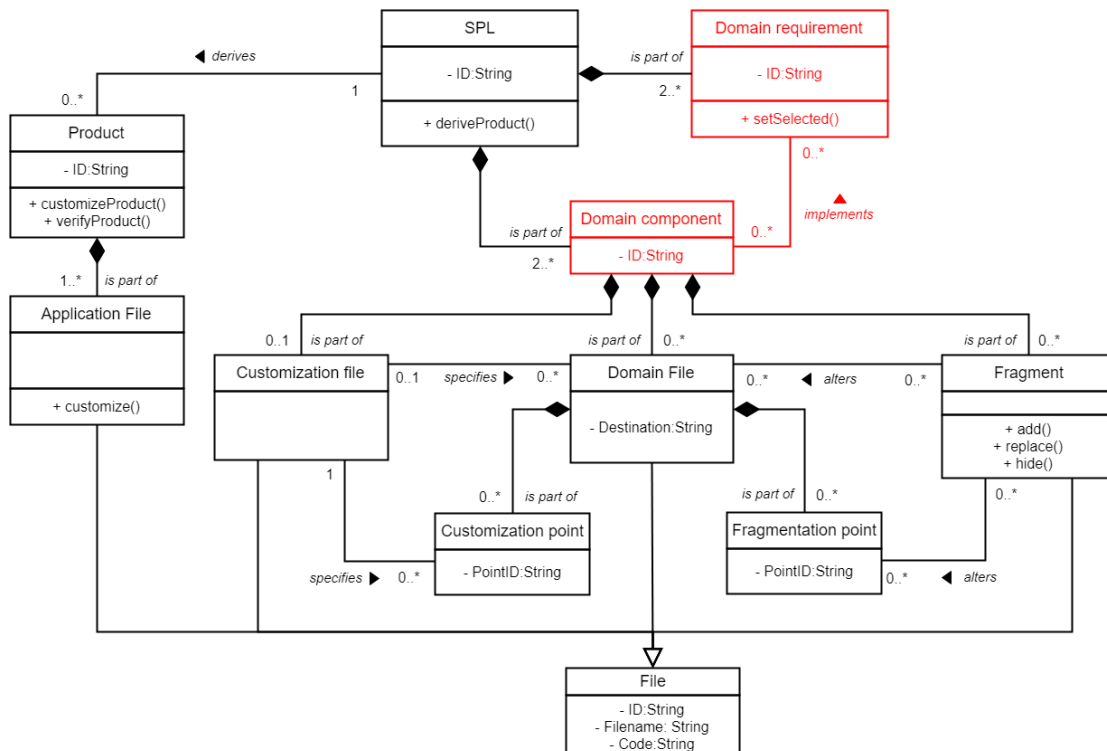 SPL
- ID:String
+ deriveProduct()
Domain requirement
- ID:String
+ setSelected()
derives
is part of
0..*
1
2..*
Product
- ID:String
+ customizeProduct()
+ verifyProduct()
0..*
implements
Domain component
- ID:String
is part of
2..*
0..*
1..*
is part of
Application File
+ customize()
0..1
is part of
is part of
0..*
is part of
0..*
Customization file
0..1
specifies
0..*
Domain File
- Destination:String
0..*
alters
0..*
Fragment
+ add()
+ replace()
+ hide()
1
0..*
is part of
is part of
0..*
0..*
Customization point
- PointID:String
Fragmentation point
- PointID:String
specifies
0..*
0..*
alters
File
- ID:String
- Filename: String
- Code:String